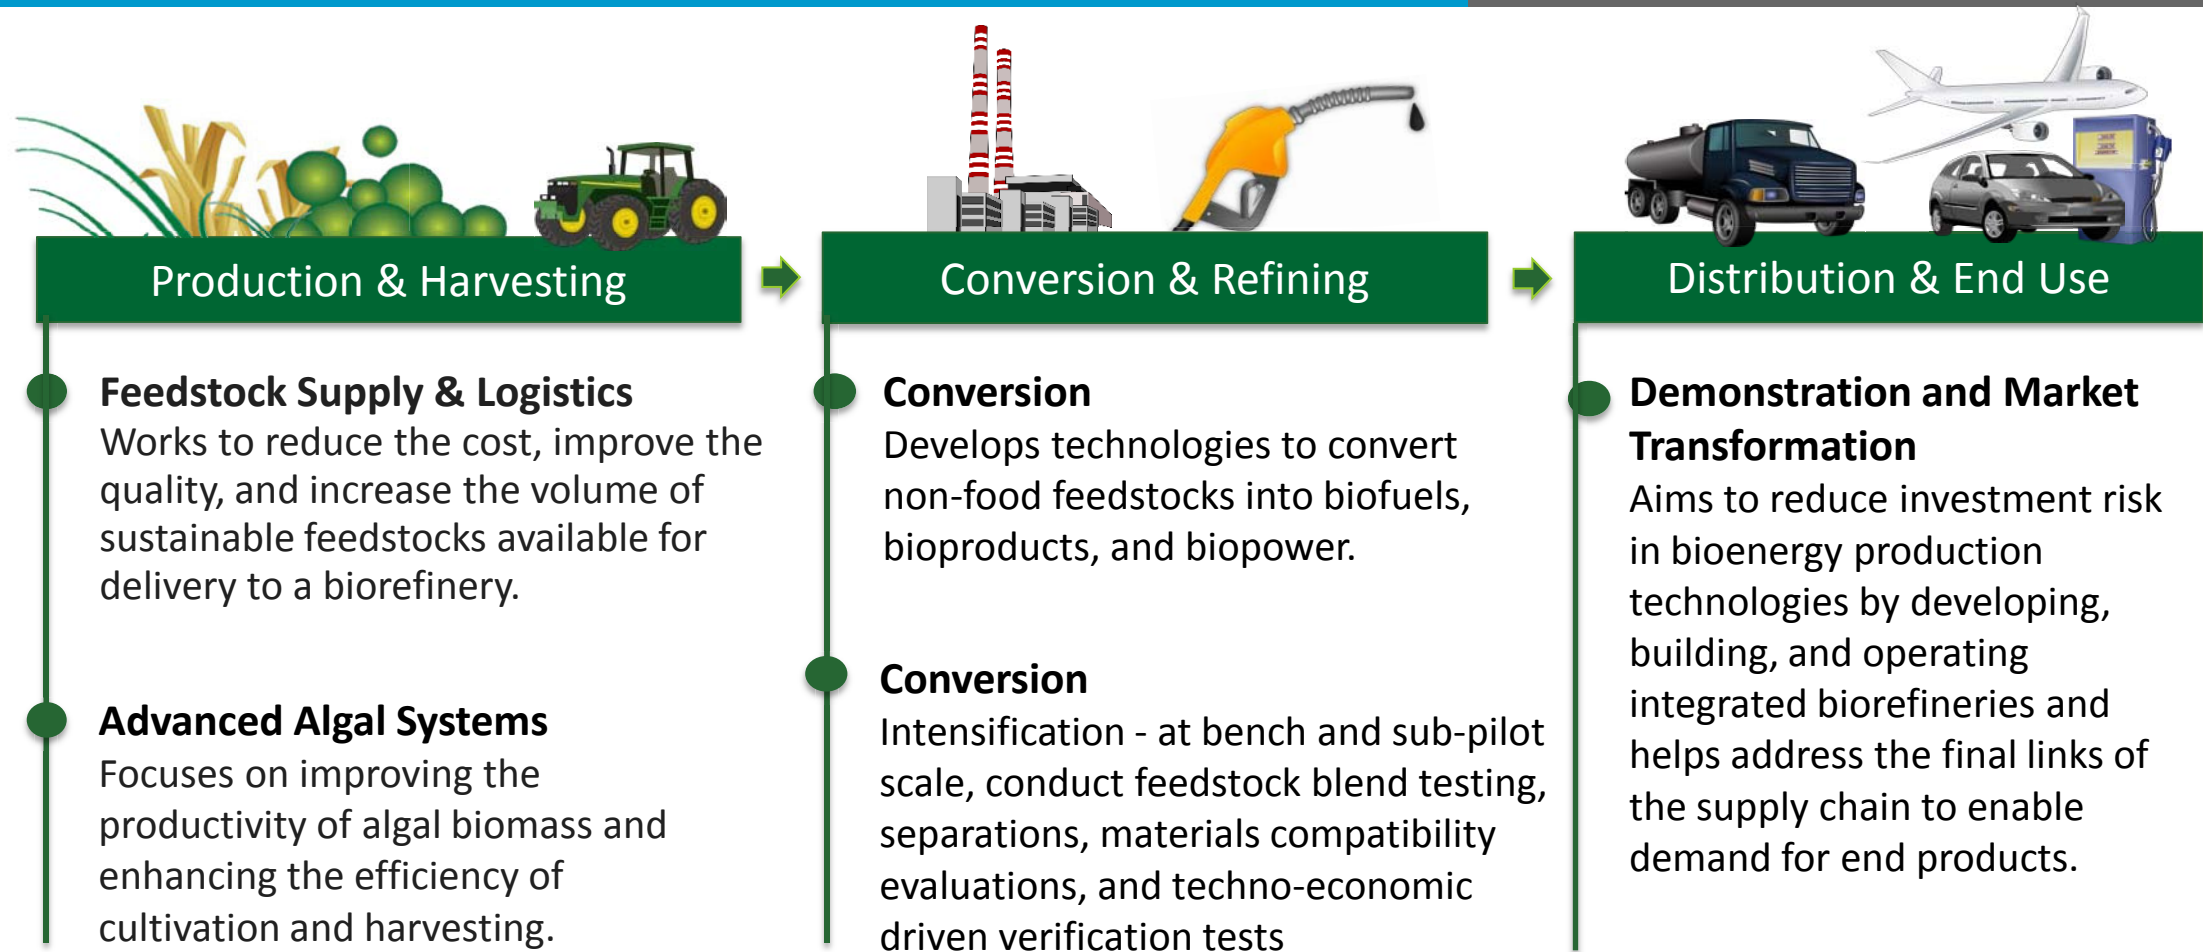 Production & Harvesting
Feedstock Supply & Logistics
Works to reduce the cost, improve the
quality, and increase the volume of
sustainable feedstocks available for
delivery to a biorefinery.
Advanced Algal Systems
Focuses on improving the
productivity of algal biomass and
enhancing the efficiency of
cultivation and harvesting.
Conversion & Refining
Conversion
Develops technologies to convert
non-food feedstocks into biofuels,
bioproducts, and biopower.
Conversion
Intensification - at bench and sub-pilot
scale, conduct feedstock blend testing,
separations, materials compatibility
evaluations, and techno-economic
driven verification tests
Distribution & End Use
Demonstration and Market
Transformation
Aims to reduce investment risk
in bioenergy production
technologies by developing,
building, and operating
integrated biorefineries and
helps address the final links of
the supply chain to enable
demand for end products.